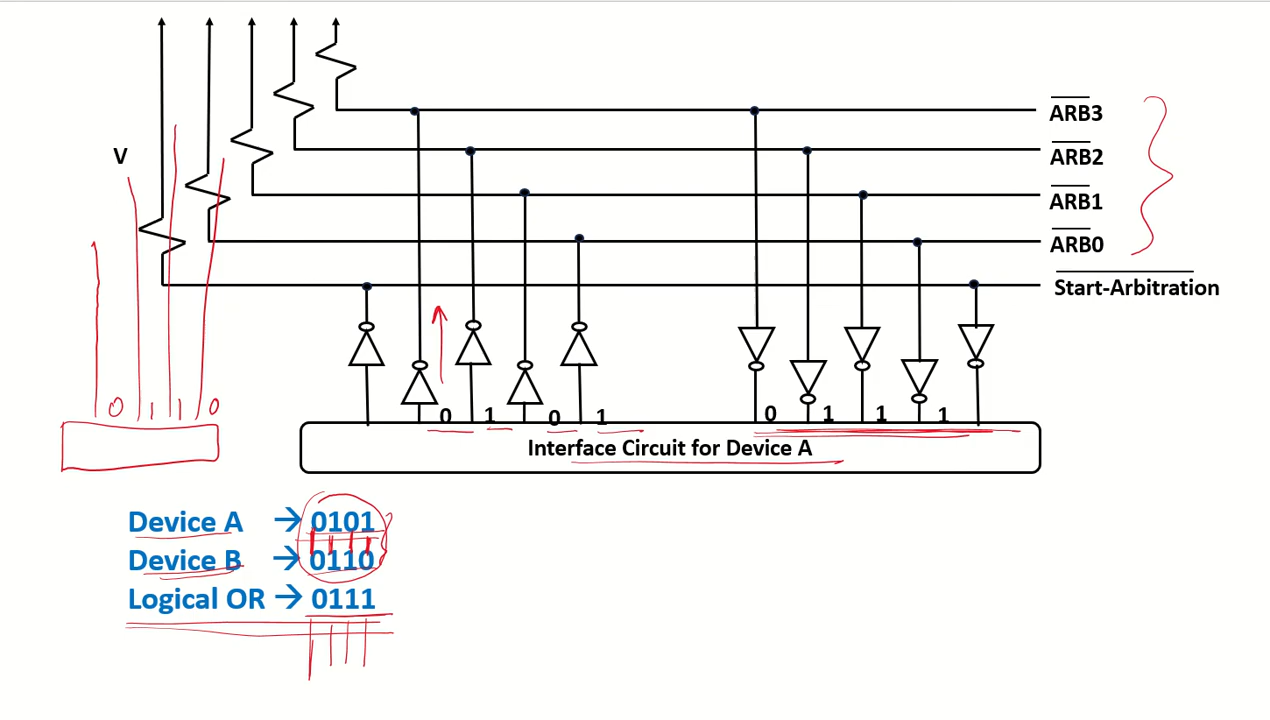 ARB3
V
ARB2
ARB1
ARB0
Start-Arbitration
0 1 1 0
0 1 0 1
0 1 1 1
Interface Circuit for Device A
Device A → 0101
Device B → 0110
Logical OR → 0111